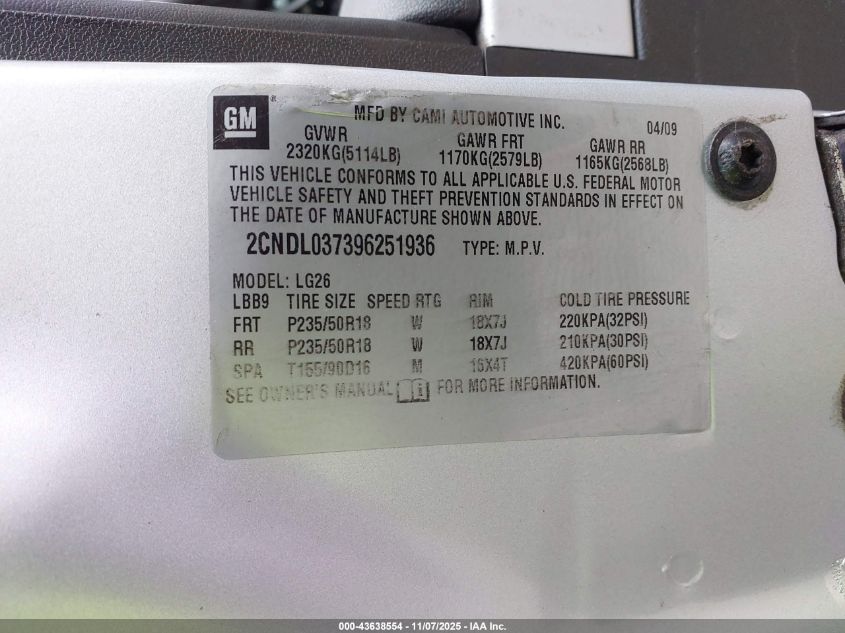 GM
MFD BY CAMI AUTOMOTIVE INC. 04/09
GVWR GAWR FRT GAWR RR
2320KG(5114LB) 1170KG(2579LB) 1165KG(2568LB)
THIS VEHICLE CONFORMS TO ALL APPLICABLE U.S. FEDERAL MOTOR
VEHICLE SAFETY AND THEFT PREVENTION STANDARDS IN EFFECT ON
THE DATE OF MANUFACTURE SHOWN ABOVE.
2CNDL037396251936 TYPE: M.P.V.
MODEL: LG26
LBB9 TIRE SIZE SPEED RTG RIM COLD TIRE PRESSURE
FRT P235/50R18 W 18X7J 220KPA(32PSI)
RR P235/50R18 W 18X7J 210KPA(30PSI)
SPA T155/90D16 M 16X4T 420KPA(60PSI)
SEE OWNER'S MANUAL FOR MORE INFORMATION.
000-43638554 | 11/07/2025 - IAA Inc.